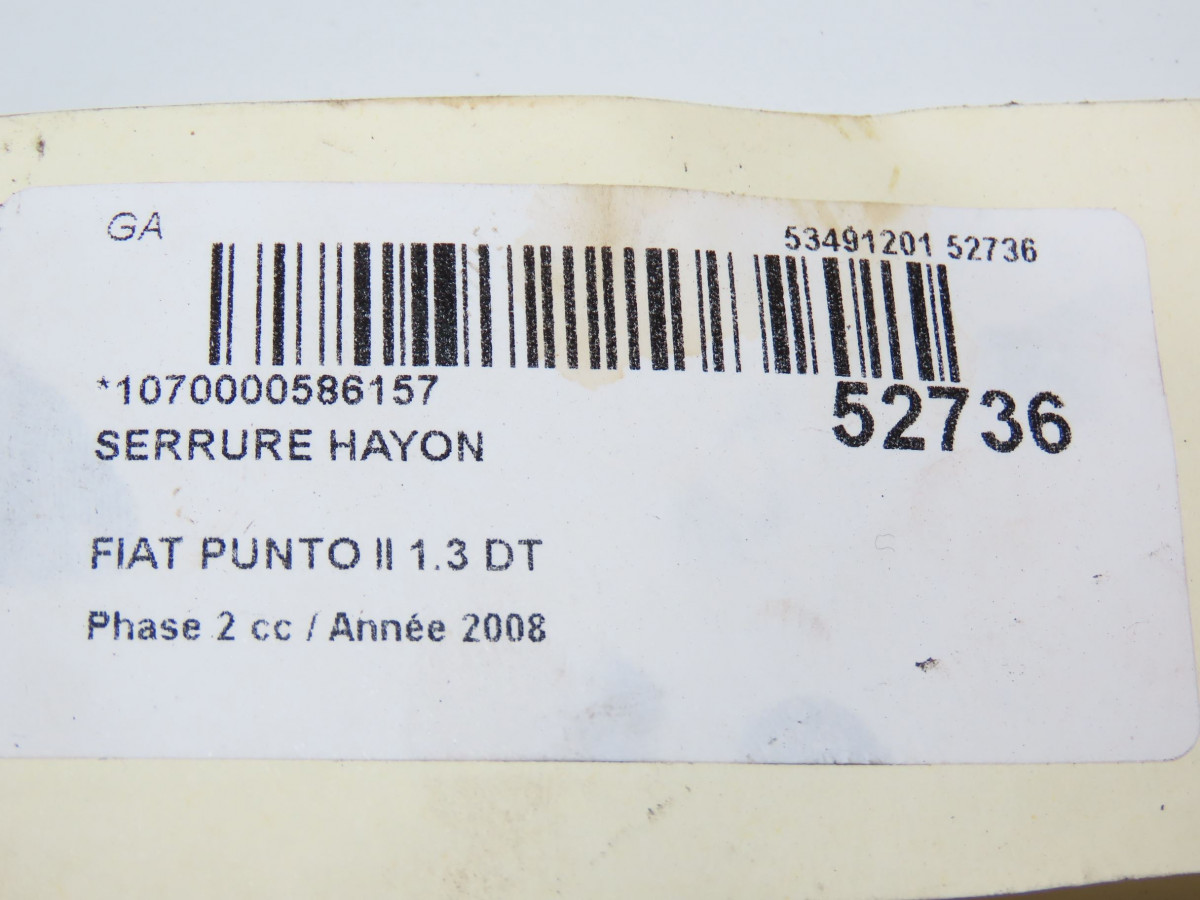 GA
53491201 52736
*1070000586157
52736
SERRURE HAYON
FIAT PUNTO II 1.3 DT
Phase 2 cc / Année 2008